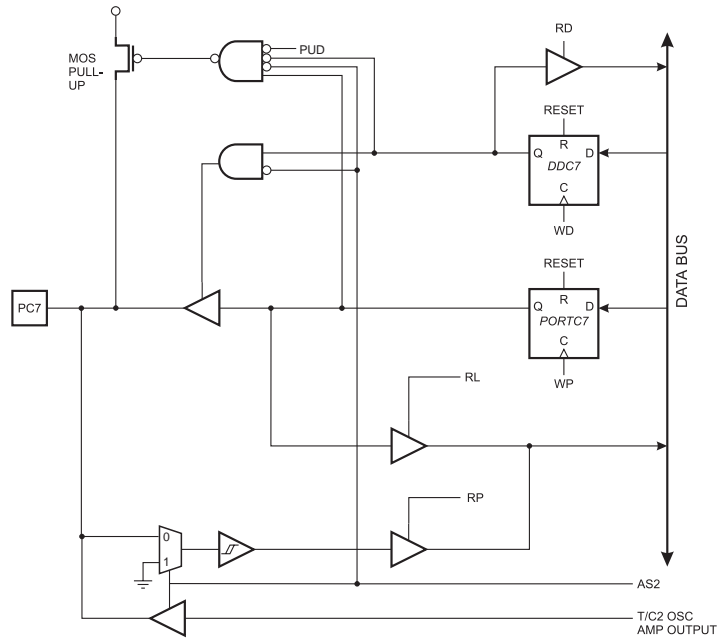 RD
MOS
PULL-
UP
PUD
RESET
R
Q
D
DDC7
C
WD
DATA BUS
RESET
PC7
R
Q
D
PORTC7
C
WP
RL
RP
0
1
AS2
T/C2 OSC
AMP OUTPUT